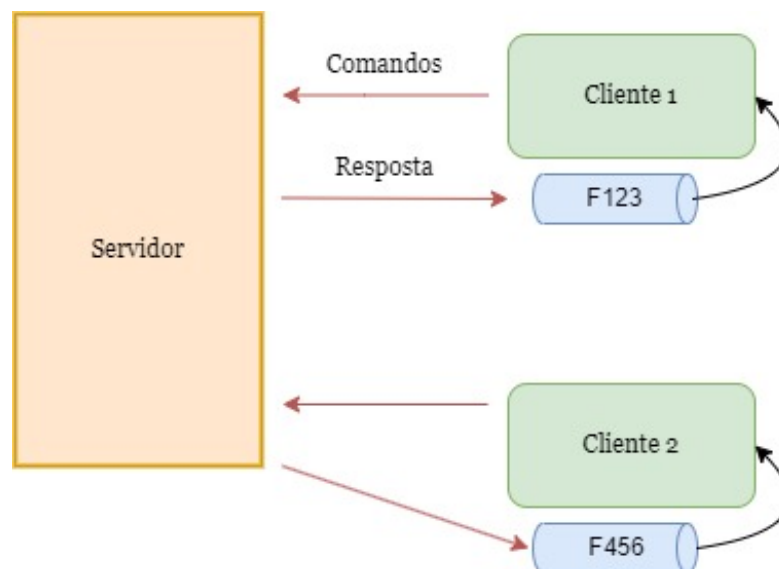 Comandos
Cliente 1
Resposta
F123
Servidor
Cliente 2
F456